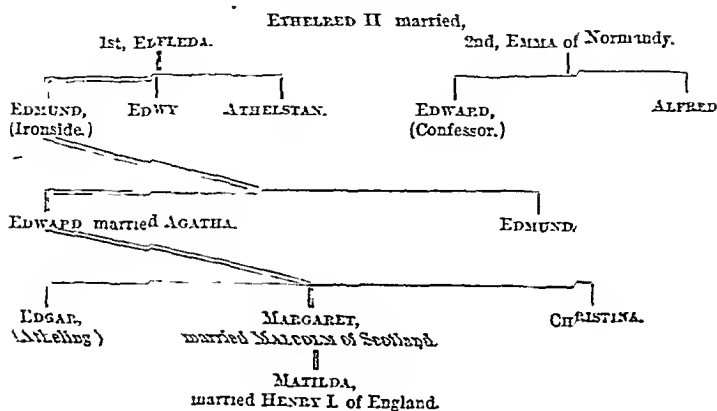 ETHELRED II married,
1st, ELFLEDA. 2nd, EMMA of Normandy.
EDMUND, EDWY ATHELSTAN. EDWARD, ALFRED
(Ironside.) (Confessor.)
EDWARD married AGATHA. EDMUND,
EDGAR, MARGARET, CHRISTINA.
(Atheling) married MALCOLM of Scotland.
MATILDA,
married HENRY I. of England.